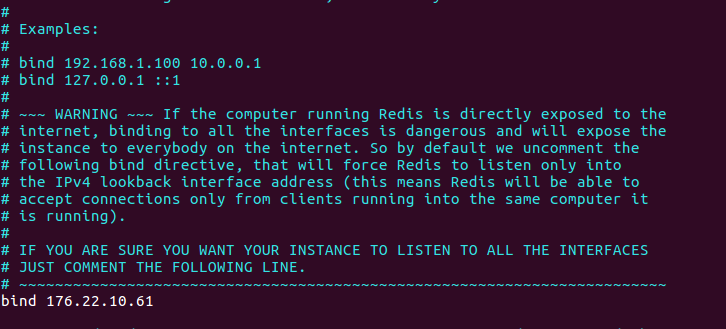 #
# Examples:
#
# bind 192.168.1.100 10.0.0.1
# bind 127.0.0.1 ::1
#
# ~~~ WARNING ~~~ If the computer running Redis is directly exposed to the
# internet, binding to all the interfaces is dangerous and will expose the
# instance to everybody on the internet. So by default we uncomment the
# following bind directive, that will force Redis to listen only into
# the IPv4 lookback interface address (this means Redis will be able to
# accept connections only from clients running into the same computer it
# is running).
#
# IF YOU ARE SURE YOU WANT YOUR INSTANCE TO LISTEN TO ALL THE INTERFACES
# JUST COMMENT THE FOLLOWING LINE.
# ~~~~~~~~~~~~~~~~~~~~~~~~~~~~~~~~~~~~~~~~~~~~~~~~~~~~~~~~~~~~~~~~~~~~~~~~
bind 176.22.10.61